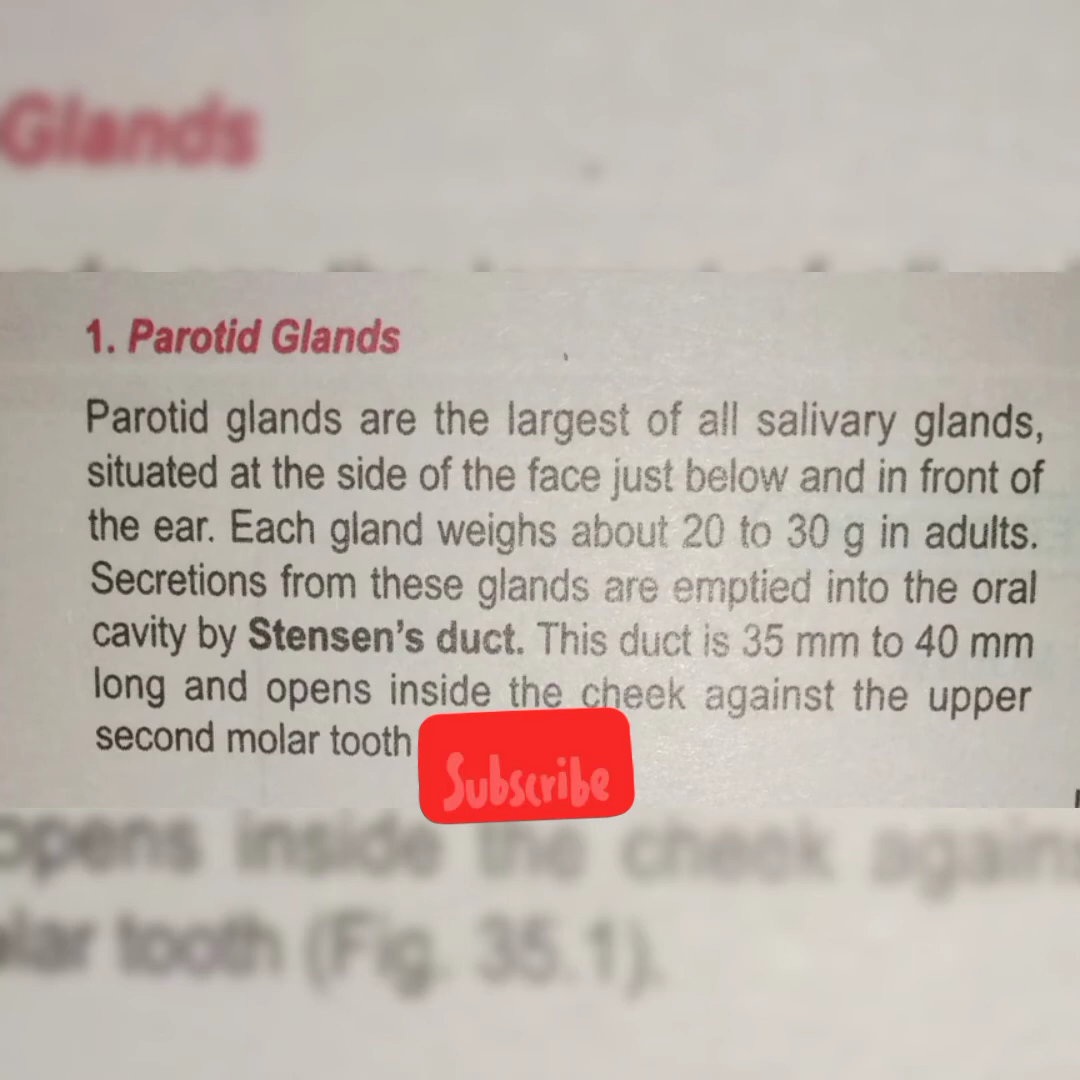 Glands
1. Parotid Glands
Parotid glands are the largest of all salivary glands,
situated at the side of the face just below and in front of
the ear. Each gland weighs about 20 to 30 g in adults.
Secretions from these glands are emptied into the oral
cavity by Stensen's duct. This duct is 35 mm to 40 mm
long and opens inside the cheek against the upper
second molar tooth
Subscribe
opens inside the cheek agains
lar tooth (Fig. 35.1).